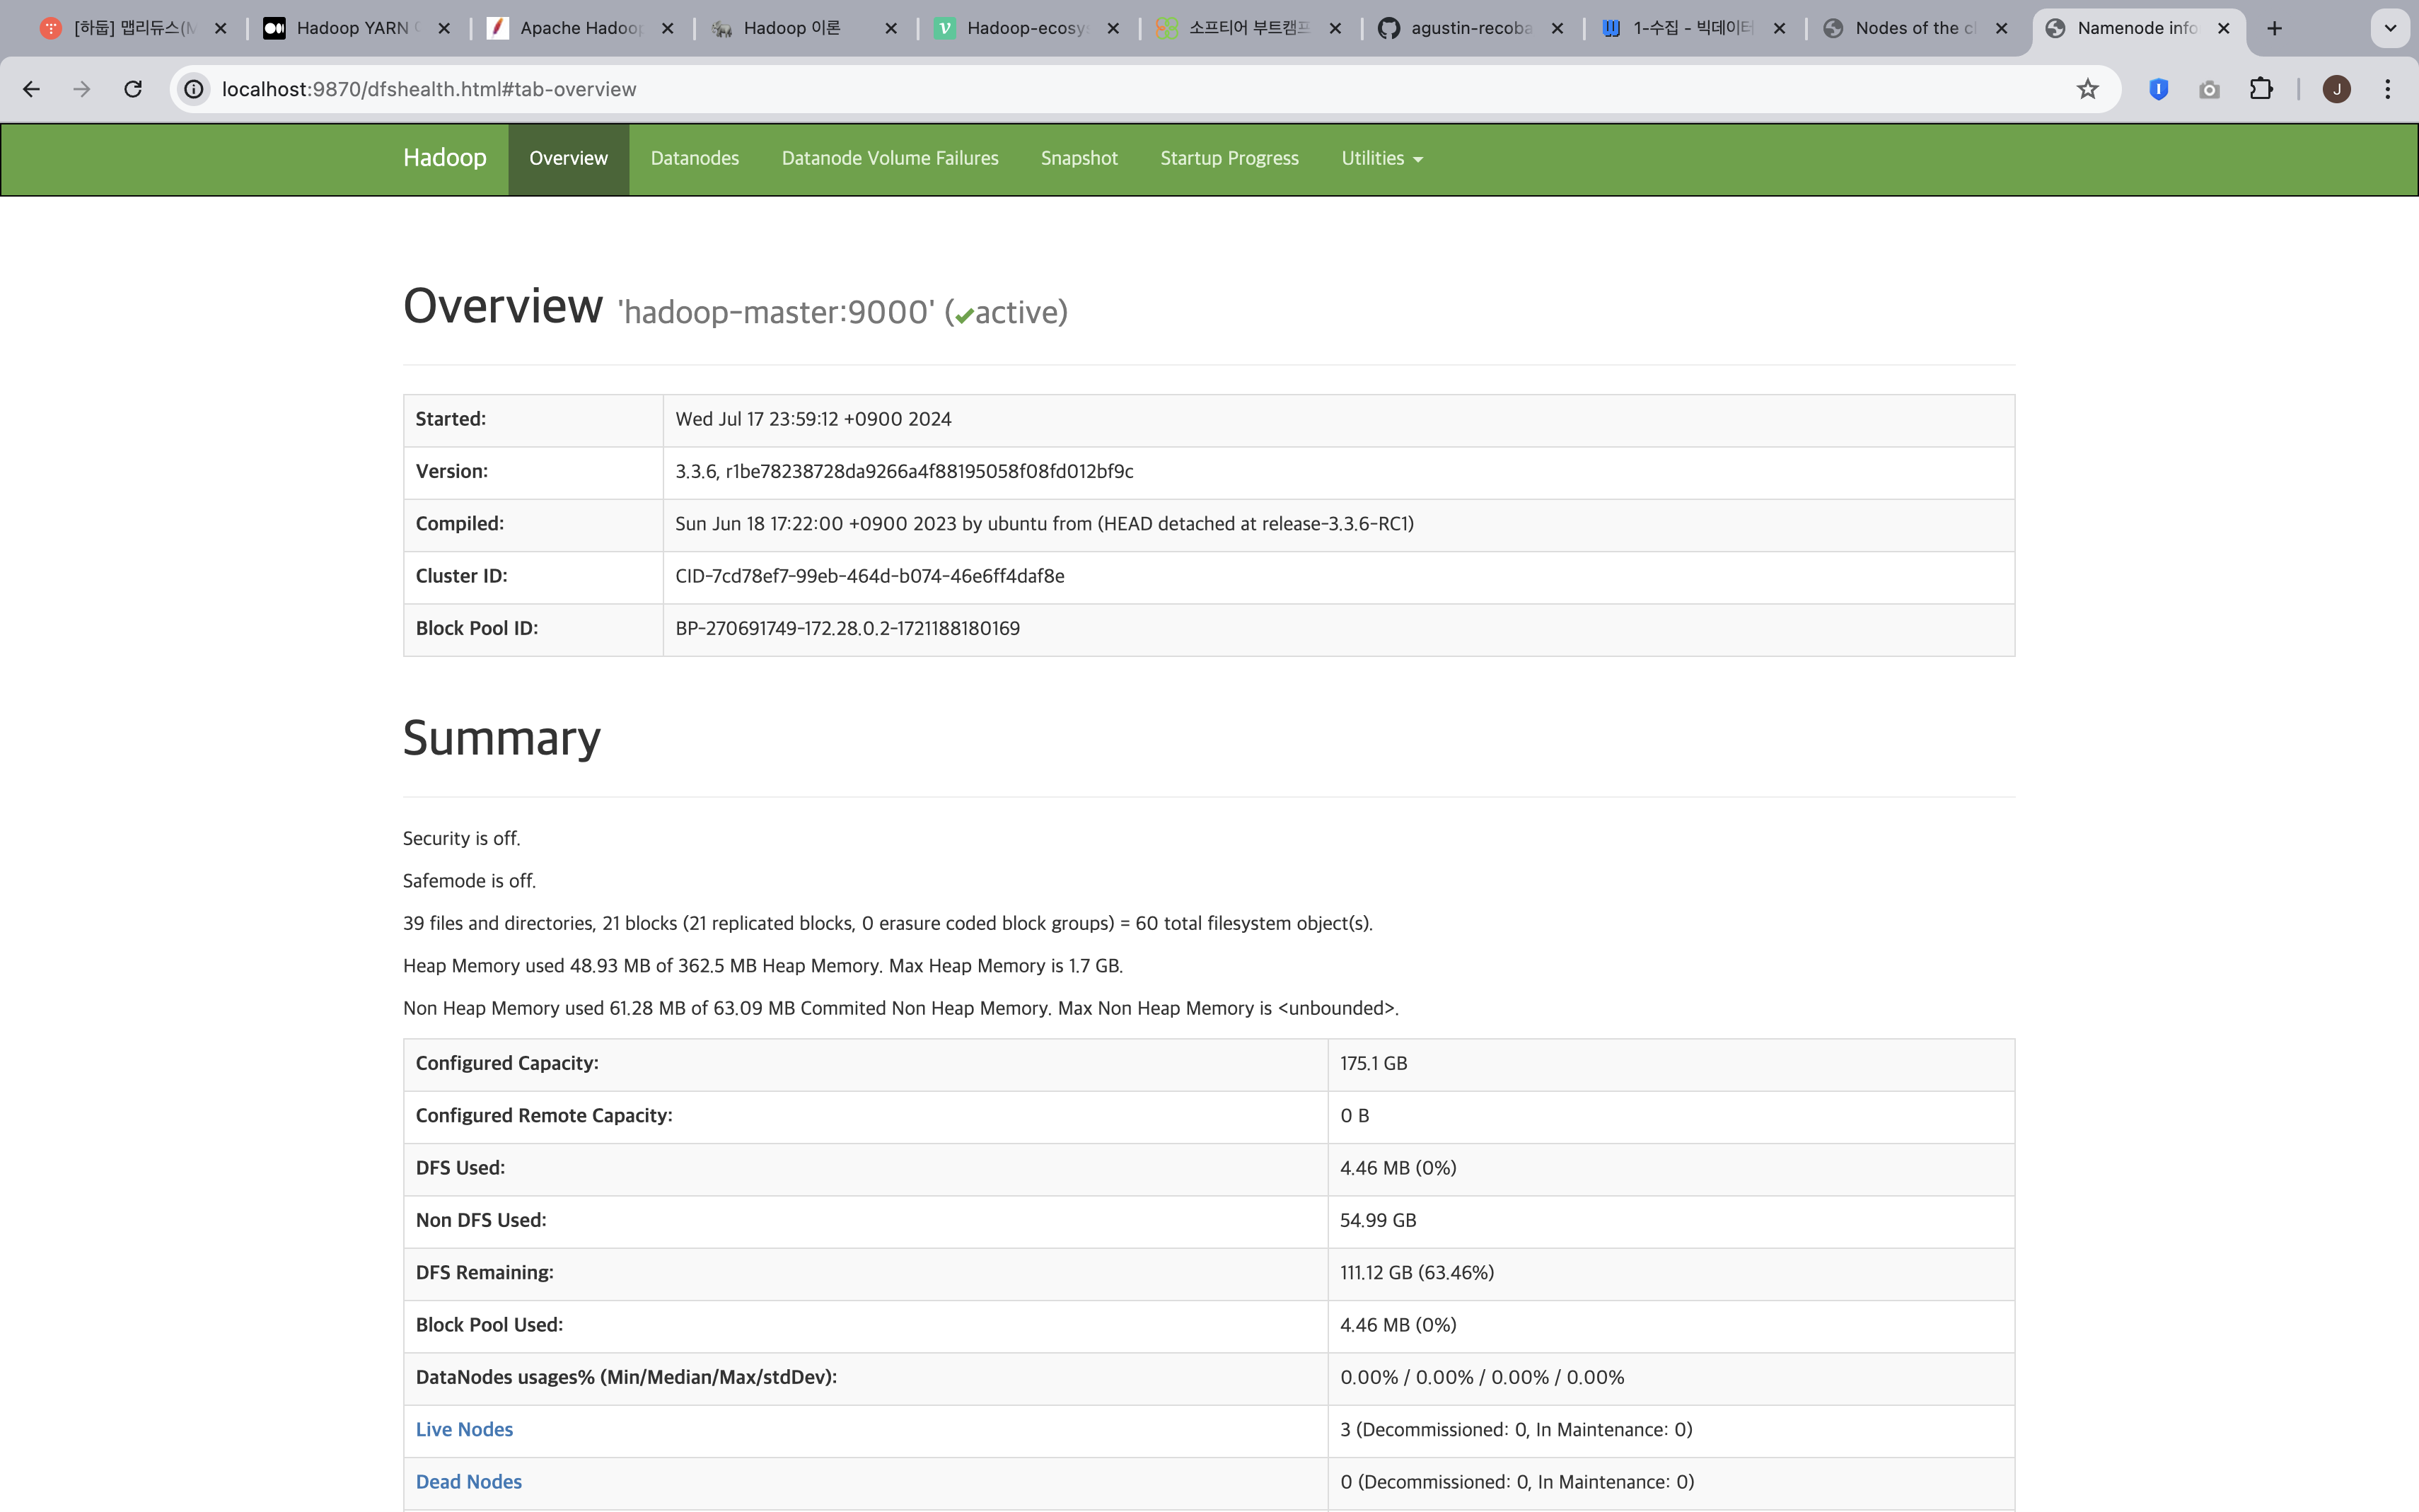 [하둡] 맵리듀스(M
Hadoop YARN
Apache Hadoop
Hadoop 이론
Hadoop-ecosy
소프티어 부트캠프
agustin-recoba
1-수집 - 빅데이터
Nodes of the cl
Namenode info
localhost:9870/dfshealth.html#tab-overview
J
Hadoop Overview Datanodes Datanode Volume Failures Snapshot Startup Progress Utilities
Overview 'hadoop-master:9000' (✔active)
Started: Wed Jul 17 23:59:12 +0900 2024
Version: 3.3.6, r1be78238728da9266a4f88195058f08fd012bf9c
Compiled: Sun Jun 18 17:22:00 +0900 2023 by ubuntu from (HEAD detached at release-3.3.6-RC1)
Cluster ID: CID-7cd78ef7-99eb-464d-b074-46e6ff4daf8e
Block Pool ID: BP-270691749-172.28.0.2-1721188180169
Summary
Security is off.
Safemode is off.
39 files and directories, 21 blocks (21 replicated blocks, 0 erasure coded block groups) = 60 total filesystem object(s).
Heap Memory used 48.93 MB of 362.5 MB Heap Memory. Max Heap Memory is 1.7 GB.
Non Heap Memory used 61.28 MB of 63.09 MB Commited Non Heap Memory. Max Non Heap Memory is <unbounded>.
Configured Capacity: 175.1 GB
Configured Remote Capacity: 0 B
DFS Used: 4.46 MB (0%)
Non DFS Used: 54.99 GB
DFS Remaining: 111.12 GB (63.46%)
Block Pool Used: 4.46 MB (0%)
DataNodes usages% (Min/Median/Max/stdDev): 0.00% / 0.00% / 0.00% / 0.00%
Live Nodes 3 (Decommissioned: 0, In Maintenance: 0)
Dead Nodes 0 (Decommissioned: 0, In Maintenance: 0)